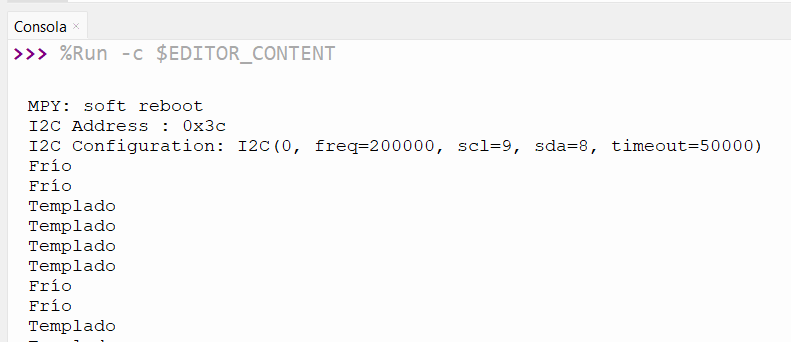 Consola ×
>>> %Run -c $EDITOR_CONTENT
MPY: soft reboot
I2C Address : 0x3c
I2C Configuration: I2C(0, freq=200000, scl=9, sda=8, timeout=50000)
Frío
Frío
Templado
Templado
Templado
Templado
Frío
Frío
Templado